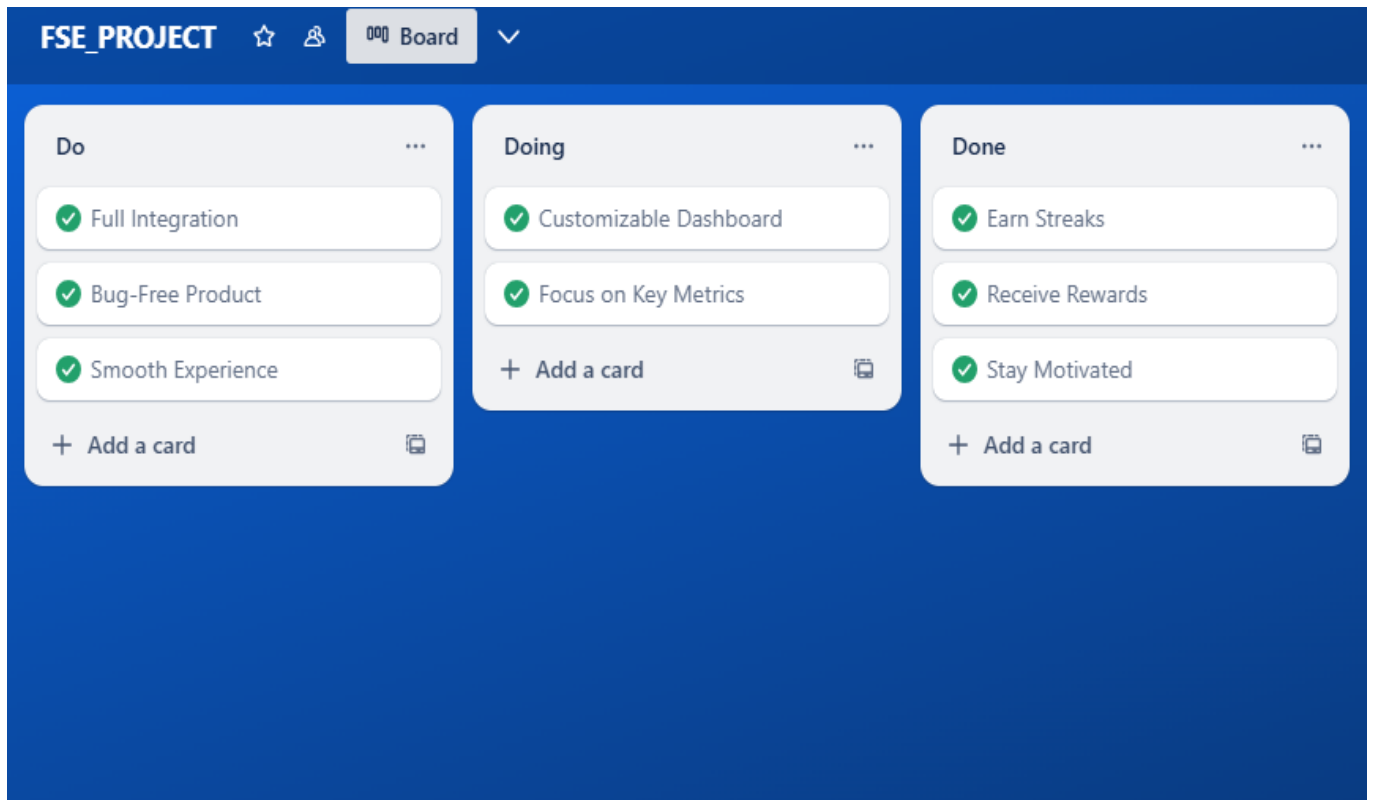 FSE_PROJECT Board
Do
Full Integration
Bug-Free Product
Smooth Experience
+ Add a card
Doing
Customizable Dashboard
Focus on Key Metrics
+ Add a card
Done
Earn Streaks
Receive Rewards
Stay Motivated
+ Add a card